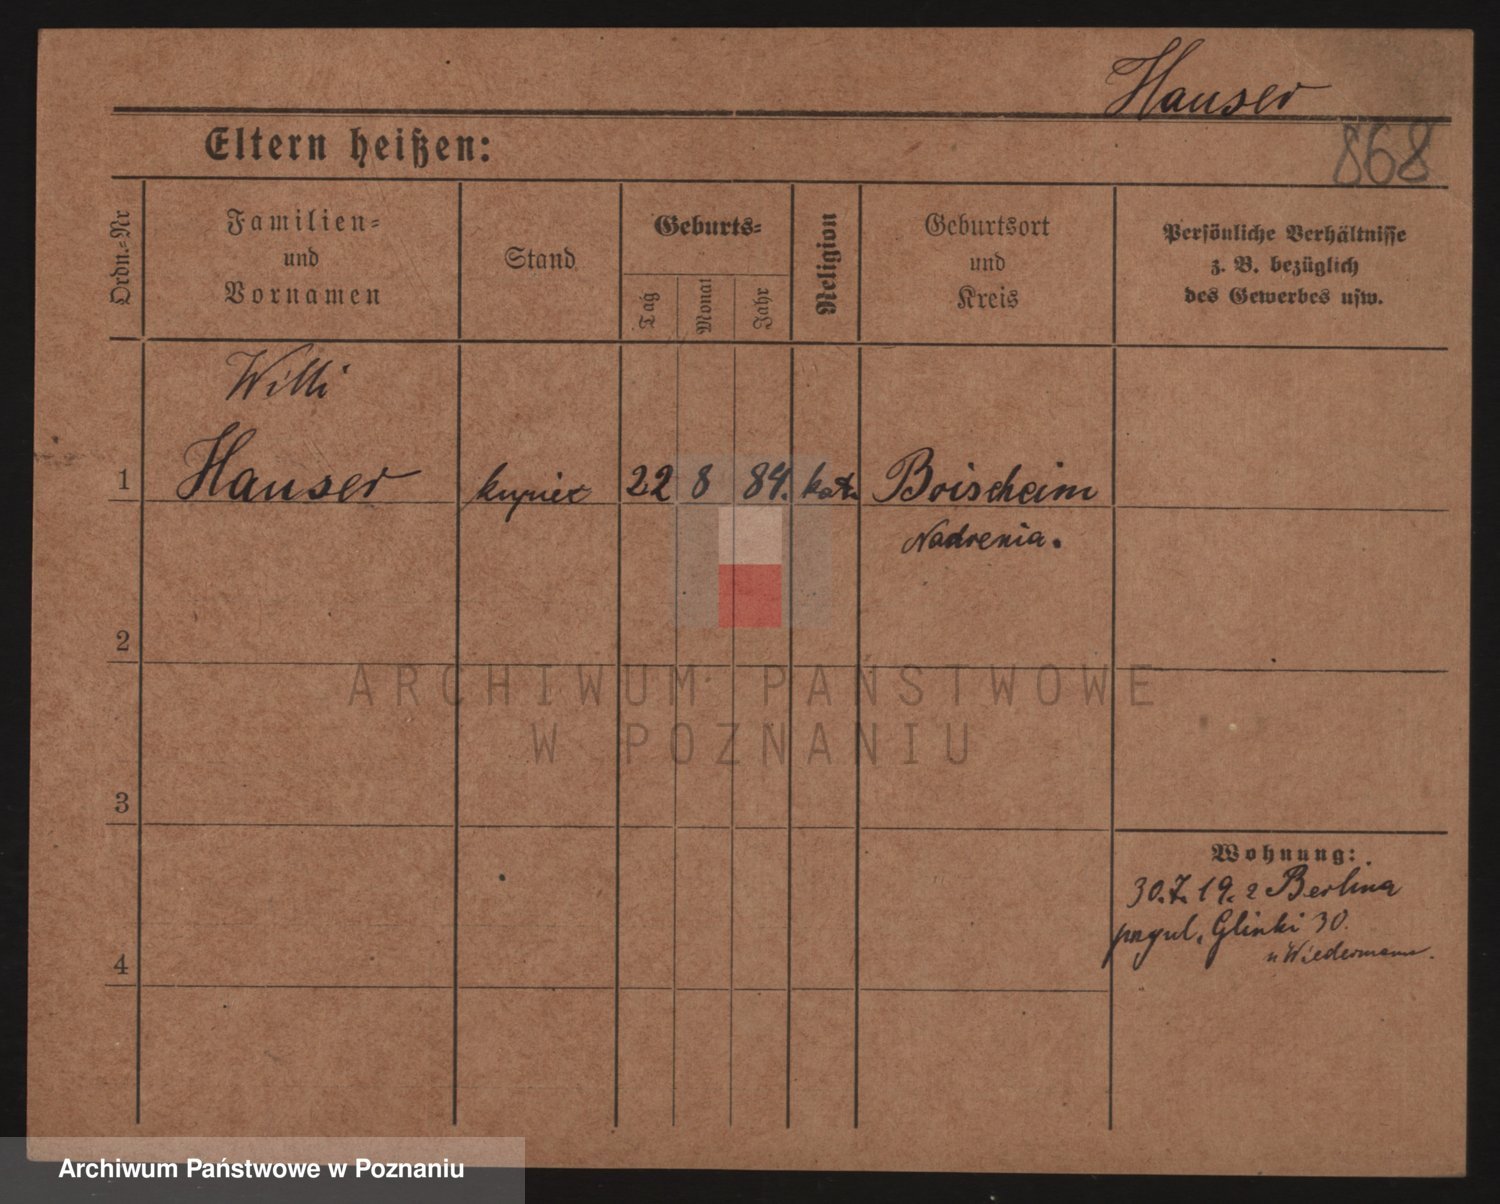 Hauser
868
Eltern heißen:
Ordn.=Nr
Familien=
und
Vornamen
Stand
Geburts=
Tag
Monat
Jahr
Religion
Geburtsort
und
Kreis
Persönliche Verhältnisse
z. B. bezüglich
des Gewerbes usw.
Willi
1 Hauser kupiec 22 8 84. kat. Boischeim
Nadrenia.
2
3
4
Wohnung:
30.7.19. z Berlina
Glinki 30.
u Wiedermann.
ARCHIWUM PAŃSTWOWE
W POZNANIU
Archiwum Państwowe w Poznaniu